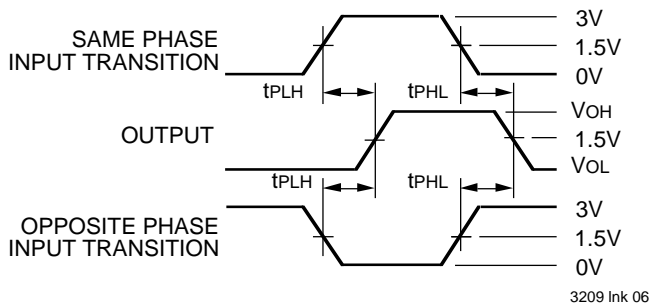 3V
SAME PHASE
INPUT TRANSITION
1.5V
0V
tPLH
tPHL
VOH
OUTPUT
1.5V
VOL
tPLH
tPHL
3V
OPPOSITE PHASE
INPUT TRANSITION
1.5V
0V
3209 lnk 06